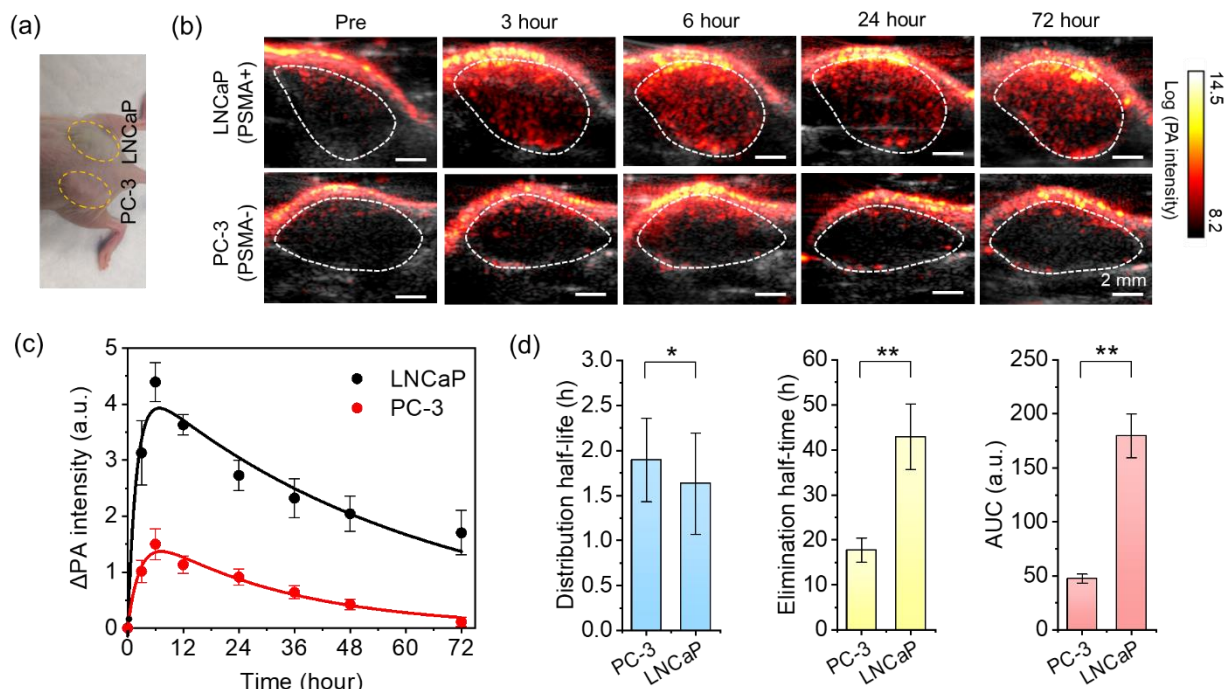 (a)
LNCaP
PC-3
(b)
Pre
3 hour
6 hour
24 hour
72 hour
LNCaP
(PSMA+)
PC-3
(PSMA-)
2 mm
14.5
8.2
Log (PA intensity)
(c)
ΔPA intensity (a.u.)
5
4
3
2
1
0
LNCaP
PC-3
0 12 24 36 48 60 72
Time (hour)
(d)
Distribution half-life (h)
3.0
2.5
2.0
1.5
1.0
0.5
0.0
*
PC-3
LNCaP
Elimination half-time (h)
60
50
40
30
20
10
0
**
PC-3
LNCaP
AUC (a.u.)
250
200
150
100
50
0
**
PC-3
LNCaP